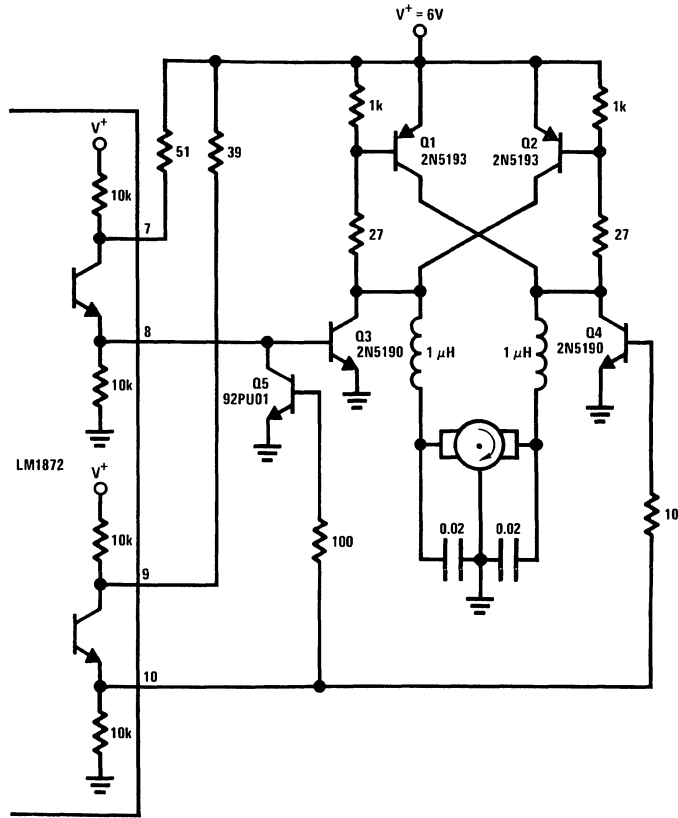 V+ = 6V
1k
1k
V+
Q1
2N5193
Q2
2N5193
51
39
10k
7
27
27
8
Q3
2N5190
Q4
2N5190
1 μH
1 μH
10k
Q5
92PU01
LM1872
V+
10k
0.02
0.02
10
100
9
10
10k